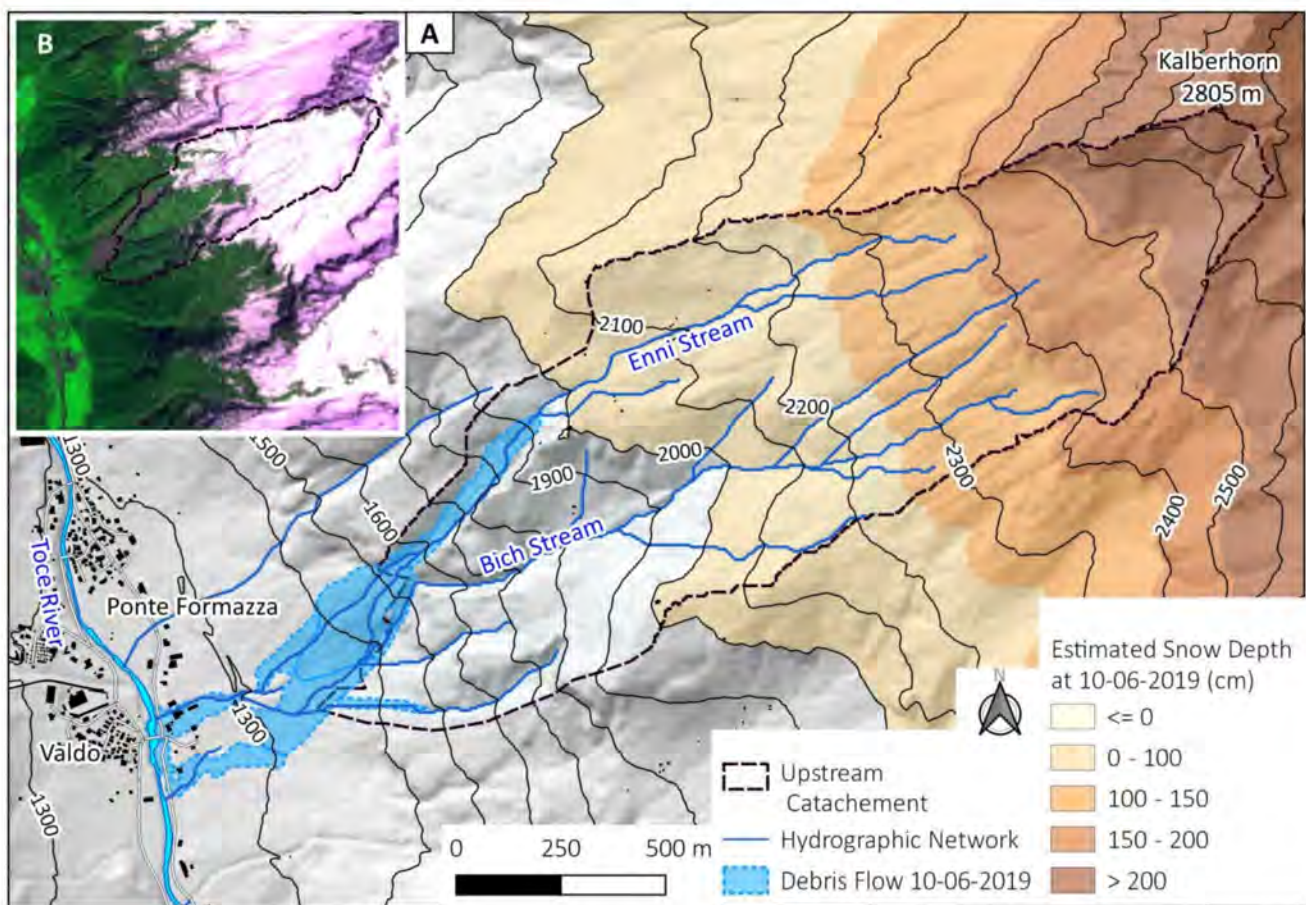 B
A
Kalberhorn
2805 m
2100
Enni Stream
2200
2000
1900
2300
2400
2500
1300
1500
1600
Bich Stream
Toce River
Ponte Formazza
1300
Valdo
1300
N
Estimated Snow Depth
at 10-06-2019 (cm)
<= 0
0 - 100
100 - 150
150 - 200
> 200
Upstream
Catachement
Hydrographic Network
Debris Flow 10-06-2019
0 250 500 m